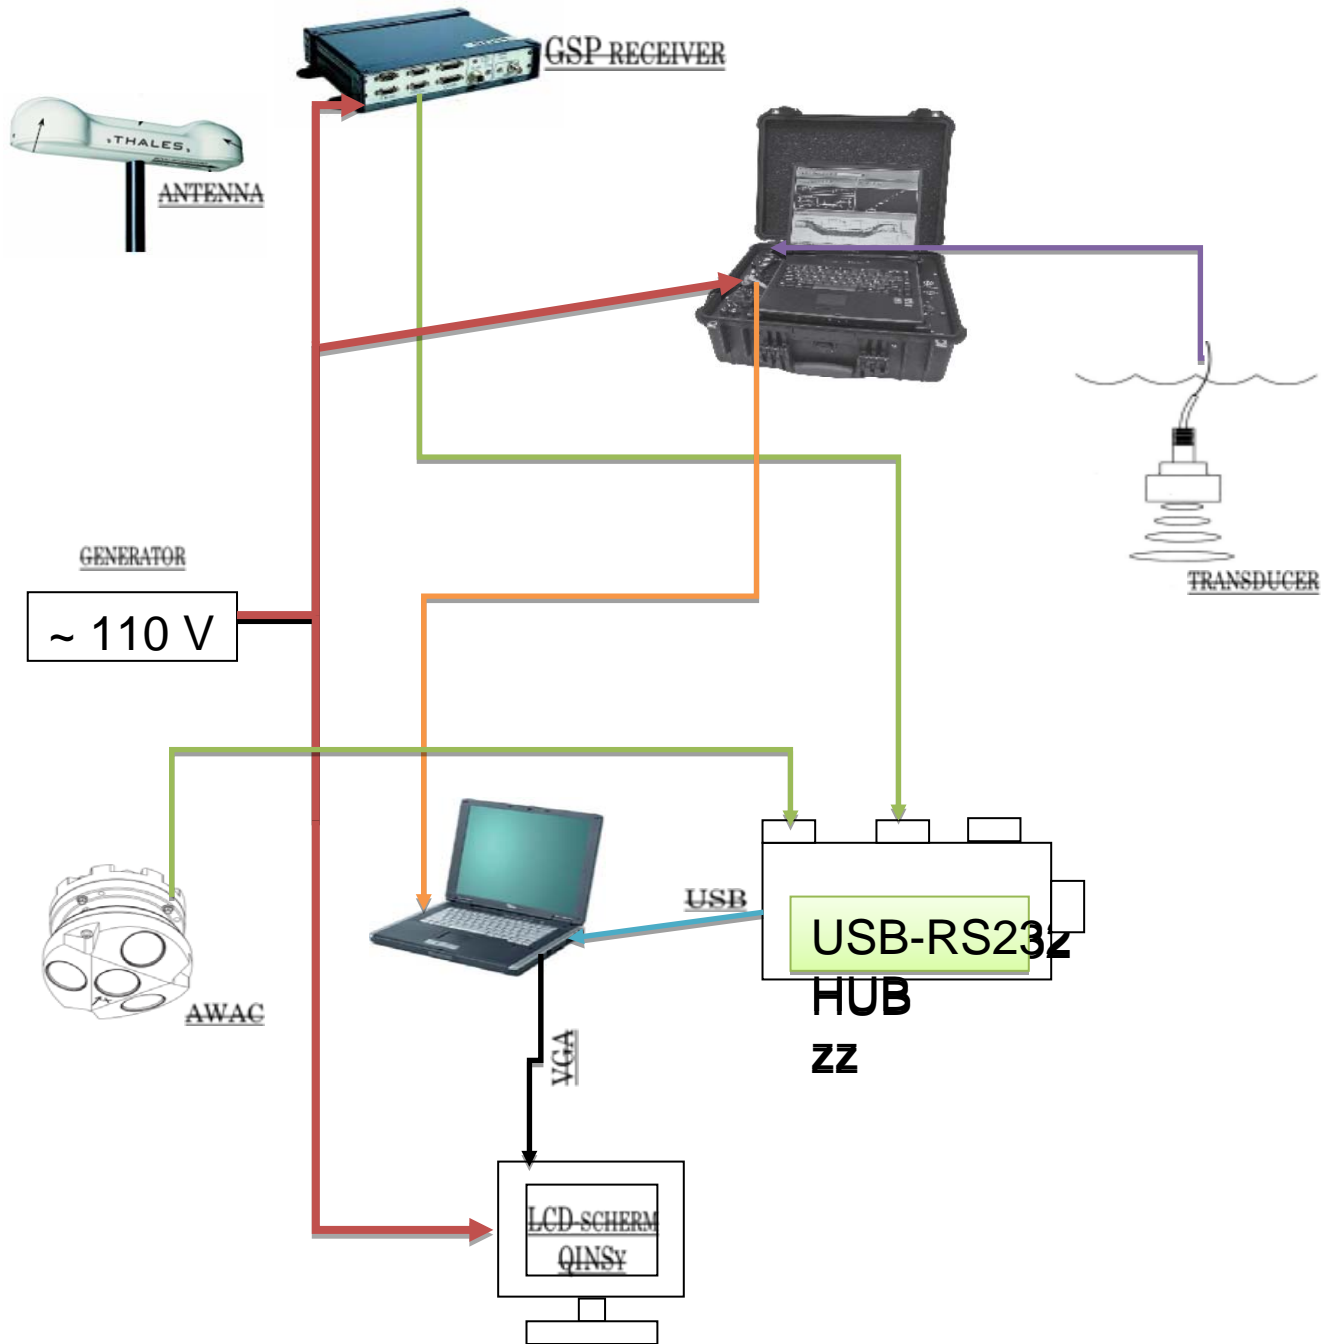 GSP RECEIVER
THALES
ANTENNA
GENERATOR
~ 110 V
TRANSDUCER
USB
USB-RS232
HUB
zz
AWAC
VGA
LCD-SCHERM
QINSY